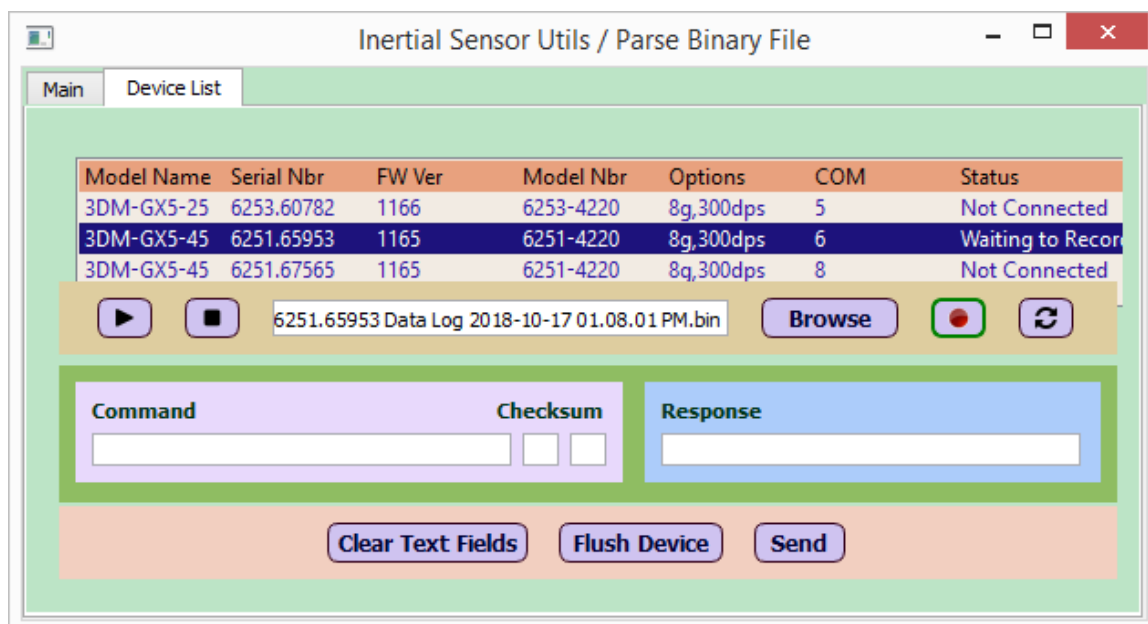 Inertial Sensor Utils / Parse Binary File
Main Device List
Model Name Serial Nbr FW Ver Model Nbr Options COM Status
3DM-GX5-25 6253.60782 1166 6253-4220 8g,300dps 5 Not Connected
3DM-GX5-45 6251.65953 1165 6251-4220 8g,300dps 6 Waiting to Recor
3DM-GX5-45 6251.67565 1165 6251-4220 8g,300dps 8 Not Connected
6251.65953 Data Log 2018-10-17 01.08.01 PM.bin Browse
Command Checksum Response
Clear Text Fields Flush Device Send